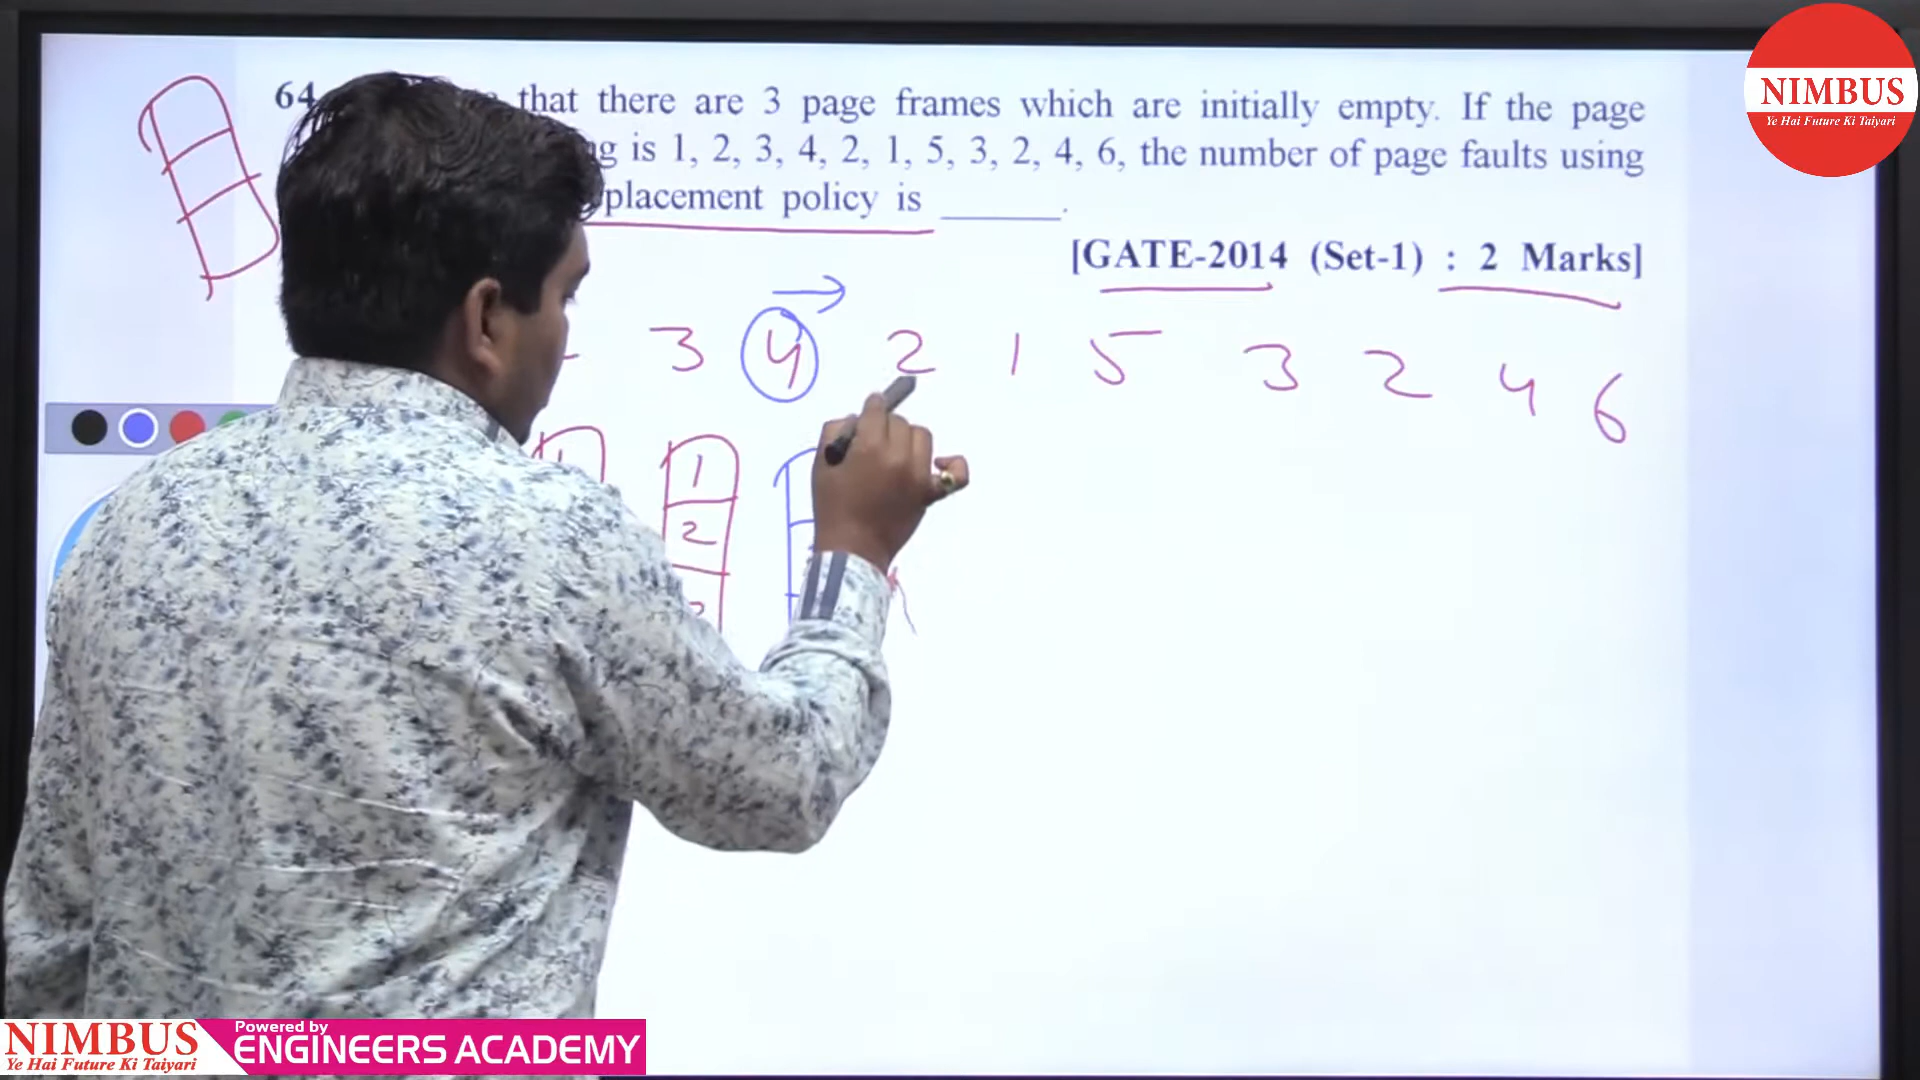 64. that there are 3 page frames which are initially empty. If the page
is 1, 2, 3, 4, 2, 1, 5, 3, 2, 4, 6, the number of page faults using
placement policy is ______.
[GATE-2014 (Set-1) : 2 Marks]
3 4 2 1 5 3 2 4 6
1
2
NIMBUS
Ye Hai Future Ki Taiyari
NIMBUS
Ye Hai Future Ki Taiyari
Powered by
ENGINEERS ACADEMY